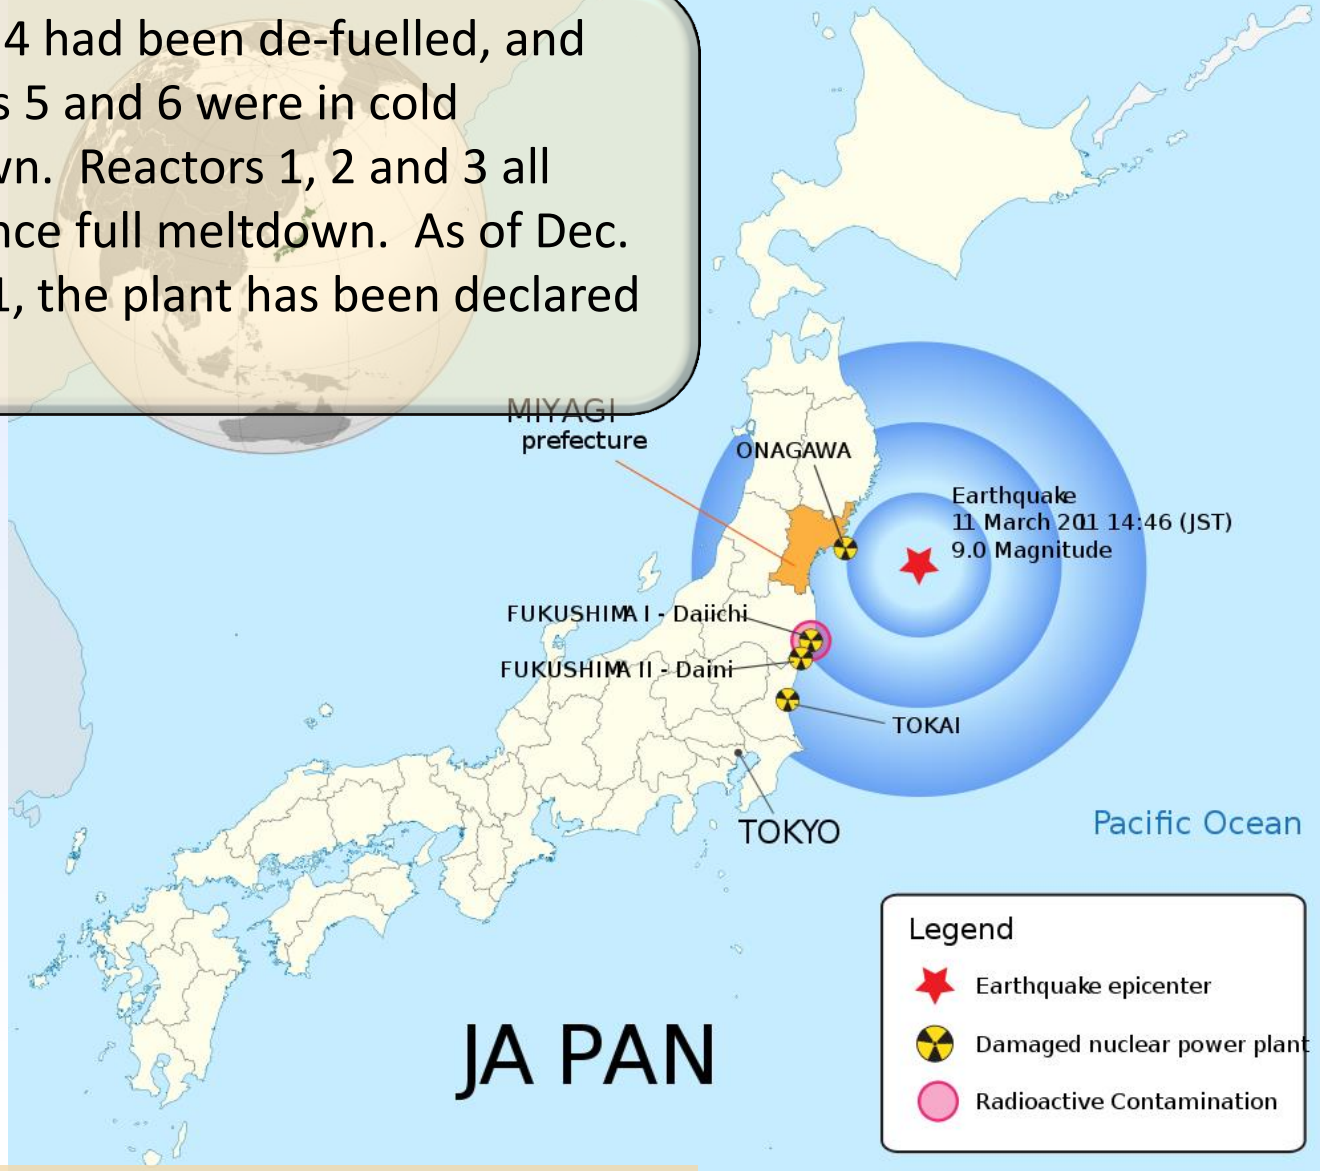 4 had been de-fuelled, and
s 5 and 6 were in cold
wn. Reactors 1, 2 and 3 all
nce full meltdown. As of Dec.
1, the plant has been declared
MIYAGI
prefecture
ONAGAWA
Earthquake
11 March 2011 14:46 (JST)
9.0 Magnitude
FUKUSHIMA I - Daiichi
FUKUSHIMA II - Daini
TOKAI
TOKYO
Pacific Ocean
JA PAN
Legend
Earthquake epicenter
Damaged nuclear power plant
Radioactive Contamination